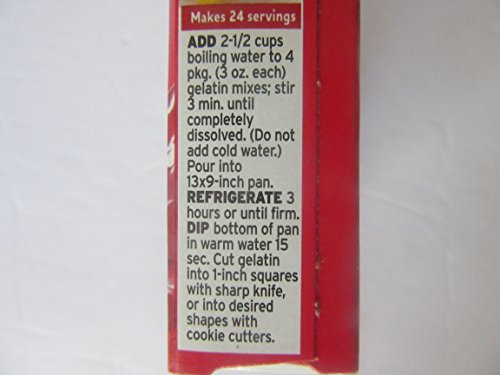 Makes 24 servings
ADD 2-1/2 cups
boiling water to 4
pkg. (3 oz. each)
gelatin mixes; stir
3 min. until
completely
dissolved. (Do not
add cold water.)
Pour into
13x9-inch pan.
REFRIGERATE 3
hours or until firm.
DIP bottom of pan
in warm water 15
sec. Cut gelatin
into 1-inch squares
with sharp knife,
or into desired
shapes with
cookie cutters.